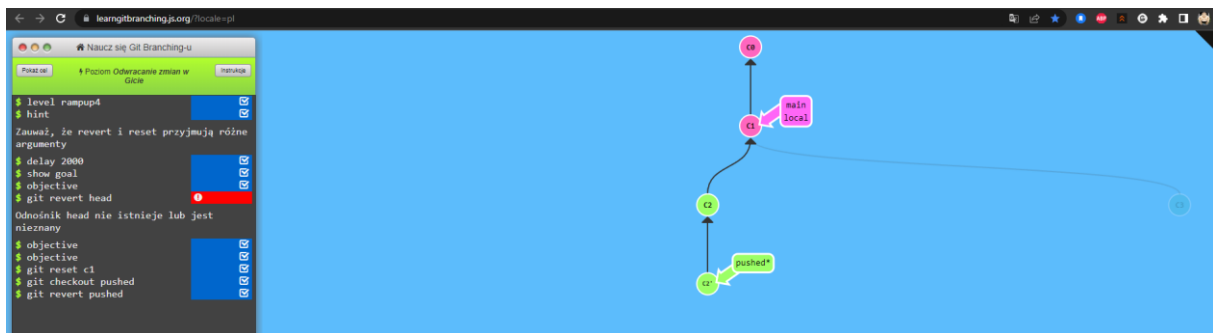 learngitbranching.js.org/?locale=pl
Naucz się Git Branching-u
Pokaż cel
Poziom Odwracanie zmian w
Gicie
Instrukcje
$ level rampup4
$ hint
Zauważ, że revert i reset przyjmują różne
argumenty
$ delay 2000
$ show goal
$ objective
$ git revert head
Odnośnik head nie istnieje lub jest
nieznany
$ objective
$ objective
$ git reset c1
$ git checkout pushed
$ git revert pushed
C0
main
local
C1
C2
C3
pushed*
C2'